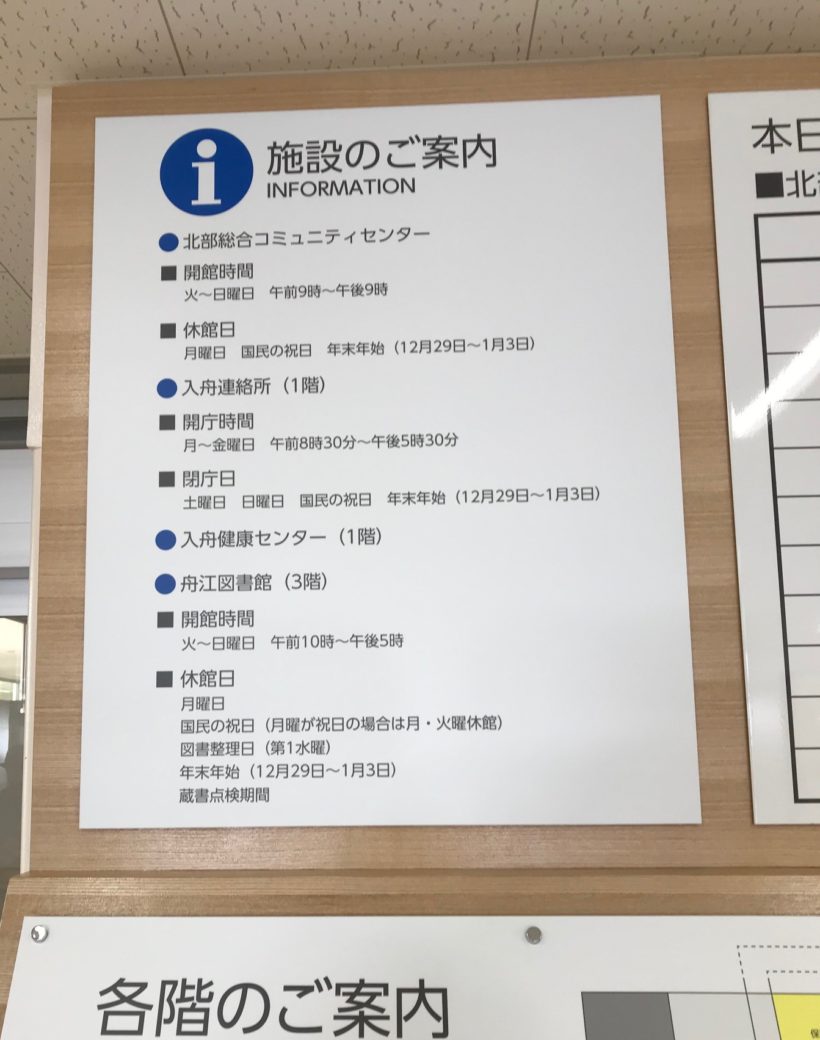 施設のご案内
INFORMATION
●北部総合コミュニティセンター
■開館時間
火～日曜日　午前9時～午後9時
■休館日
月曜日　国民の祝日　年末年始（12月29日～1月3日）
●入舟連絡所（1階）
■開庁時間
月～金曜日　午前8時30分～午後5時30分
■閉庁日
土曜日　日曜日　国民の祝日　年末年始（12月29日～1月3日）
●入舟健康センター（1階）
●舟江図書館（3階）
■開館時間
火～日曜日　午前10時～午後5時
■休館日
月曜日
国民の祝日（月曜が祝日の場合は月・火曜休館）
図書整理日（第1水曜）
年末年始（12月29日～1月3日）
蔵書点検期間
本日
■北
各階のご案内